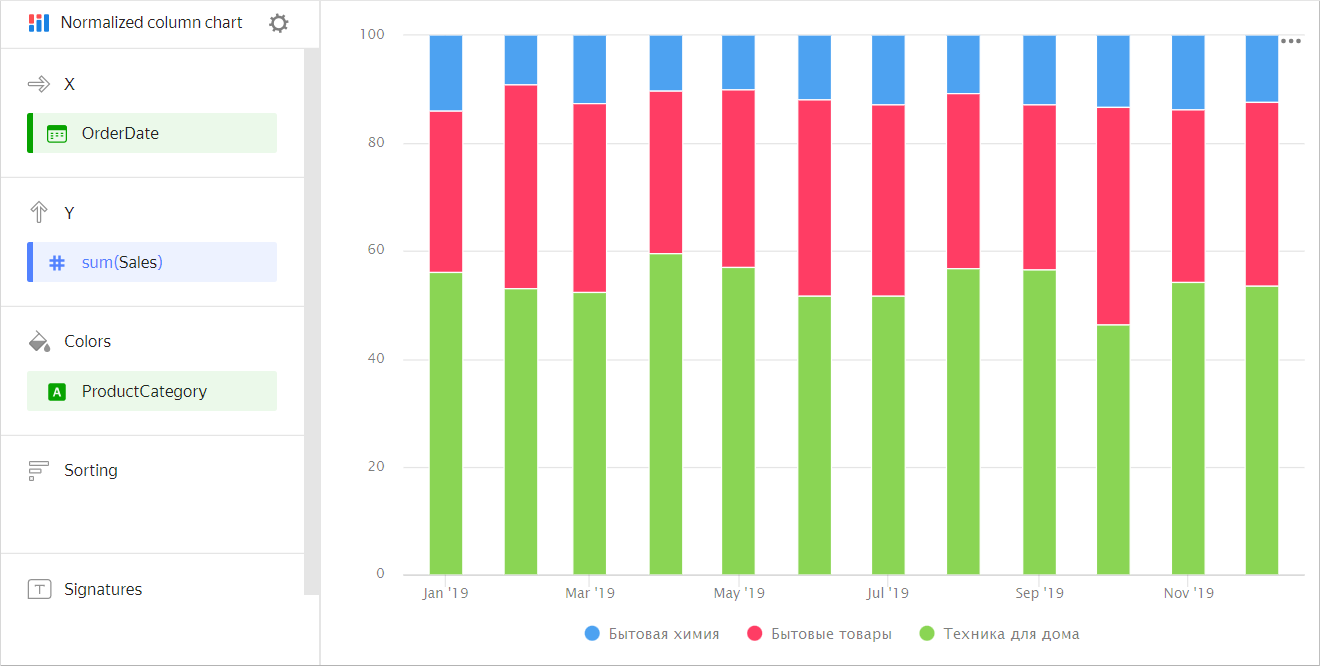 Normalized column chart
X
OrderDate
Y
sum(Sales)
Colors
A ProductCategory
Sorting
T Signatures
100
80
60
40
20
0
Jan '19 Mar '19 May '19 Jul '19 Sep '19 Nov '19
Бытовая химия Бытовые товары Техника для дома